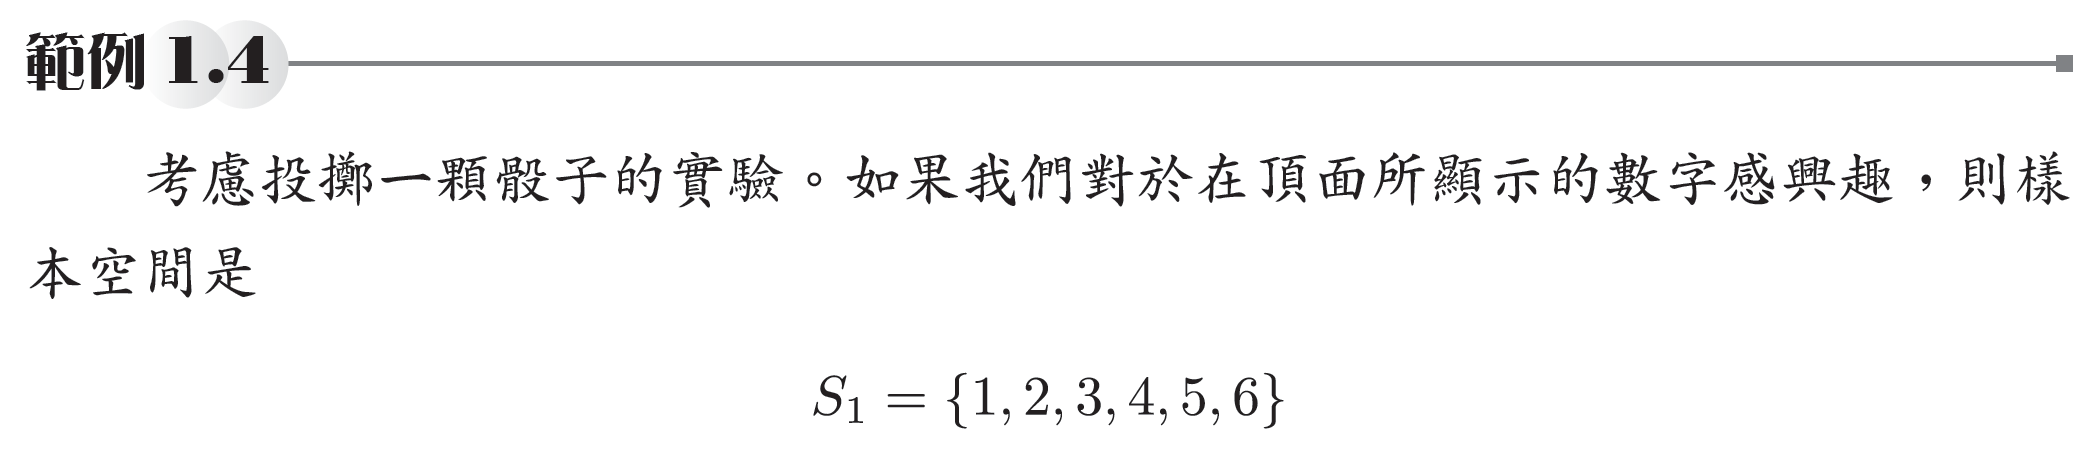 範例 1.4
考慮投擲一顆骰子的實驗。如果我們對於在頂面所顯示的數字感興趣，則樣
本空間是
S₁ = {1, 2, 3, 4, 5, 6}